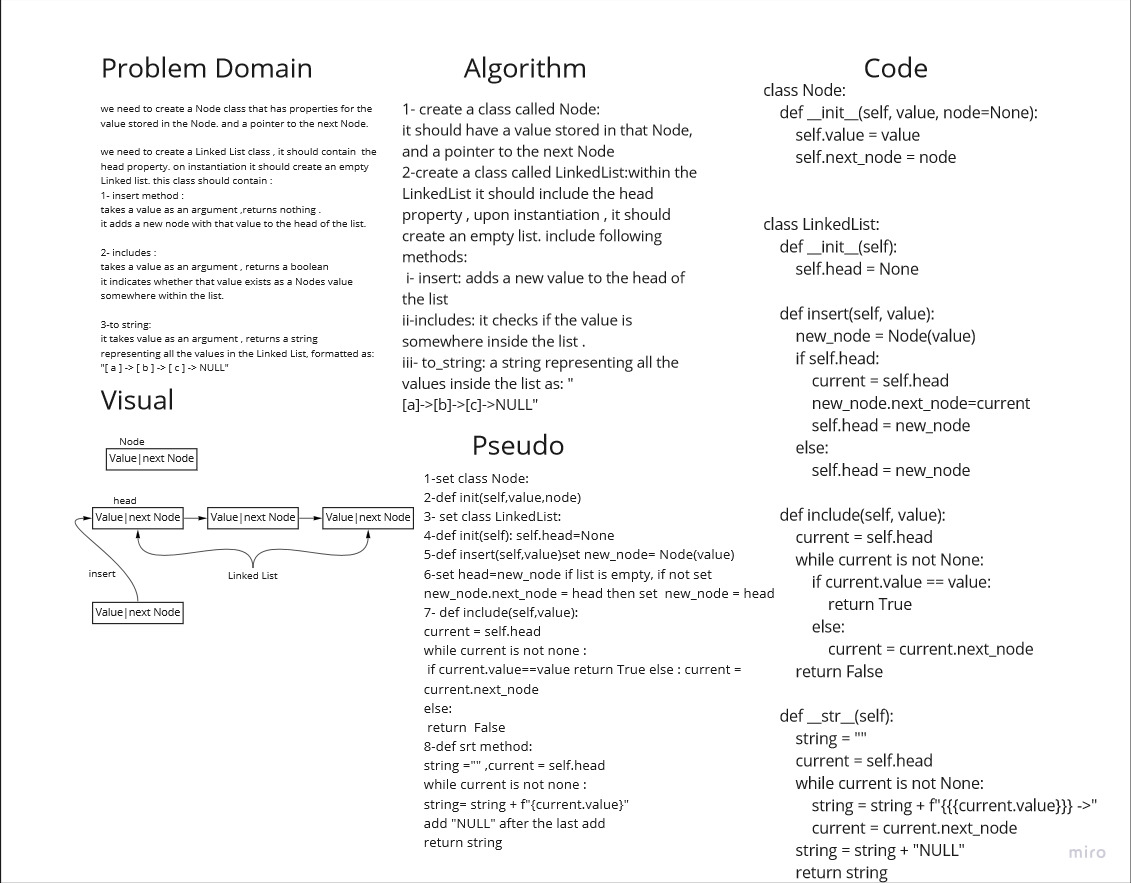 Problem Domain
we need to create a Node class that has properties for the
value stored in the Node. and a pointer to the next Node.
we need to create a Linked List class , it should contain the
head property. on instantiation it should create an empty
Linked list. this class should contain :
1- insert method :
takes a value as an argument ,returns nothing .
it adds a new node with that value to the head of the list.
2- includes :
takes a value as an argument , returns a boolean
it indicates whether that value exists as a Nodes value
somewhere within the list.
3-to string:
it takes value as an argument , returns a string
representing all the values in the Linked List, formatted as:
"[ a ] -> [ b ] -> [ c ] -> NULL"
Visual
Node
Value|next Node
head
Value|next Node
Value|next Node
Value|next Node
insert
Linked List
Value|next Node
Algorithm
1- create a class called Node:
it should have a value stored in that Node,
and a pointer to the next Node
2-create a class called LinkedList:within the
LinkedList it should include the head
property , upon instantiation , it should
create an empty list. include following
methods:
i- insert: adds a new value to the head of
the list
ii-includes: it checks if the value is
somewhere inside the list .
iii- to_string: a string representing all the
values inside the list as: "
[a]->[b]->[c]->NULL"
Pseudo
1-set class Node:
2-def init(self,value,node)
3- set class LinkedList:
4-def init(self): self.head=None
5-def insert(self,value)set new_node= Node(value)
6-set head=new_node if list is empty, if not set
new_node.next_node = head then set  new_node = head
7- def include(self,value):
current = self.head
while current is not none :
if current.value==value return True else : current =
current.next_node
else:
return  False
8-def srt method:
string ="" ,current = self.head
while current is not none :
string= string + f"{current.value}"
add "NULL" after the last add
return string
Code
class Node:
    def __init__(self, value, node=None):
        self.value = value
        self.next_node = node
class LinkedList:
    def __init__(self):
        self.head = None
    def insert(self, value):
        new_node = Node(value)
        if self.head:
            current = self.head
            new_node.next_node=current
            self.head = new_node
        else:
            self.head = new_node
    def include(self, value):
        current = self.head
        while current is not None:
            if current.value == value:
                return True
            else:
                current = current.next_node
        return False
    def __str__(self):
        string = ""
        current = self.head
        while current is not None:
            string = string + f"{{{current.value}}} ->"
            current = current.next_node
        string = string + "NULL"
        return string
miro